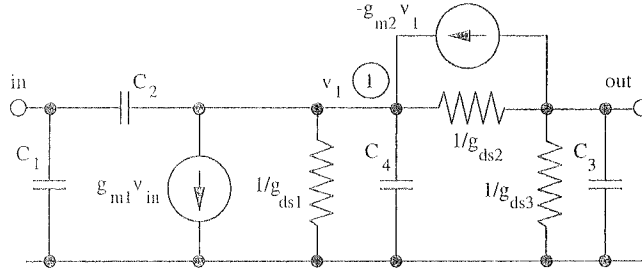 -g_m2 v_1
in
C_2
v_1
1
out
C_1
g_m1 v_in
1/g_ds1
C_4
1/g_ds2
1/g_ds3
C_3